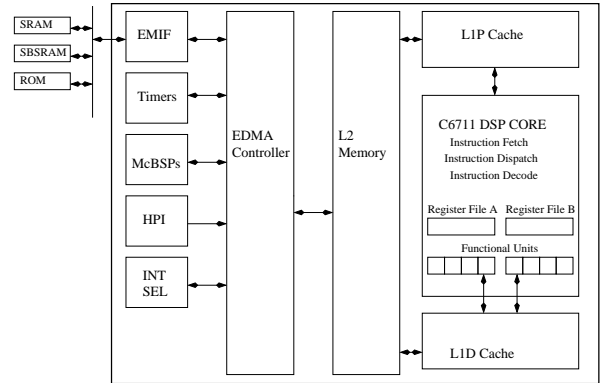 SRAM
SBSRAM
ROM
EMIF
Timers
McBSPs
HPI
INT
SEL
EDMA
Controller
L2
Memory
L1P Cache
C6711 DSP CORE
Instruction Fetch
Instruction Dispatch
Instruction Decode
Register File A
Register File B
Functional Units
L1D Cache